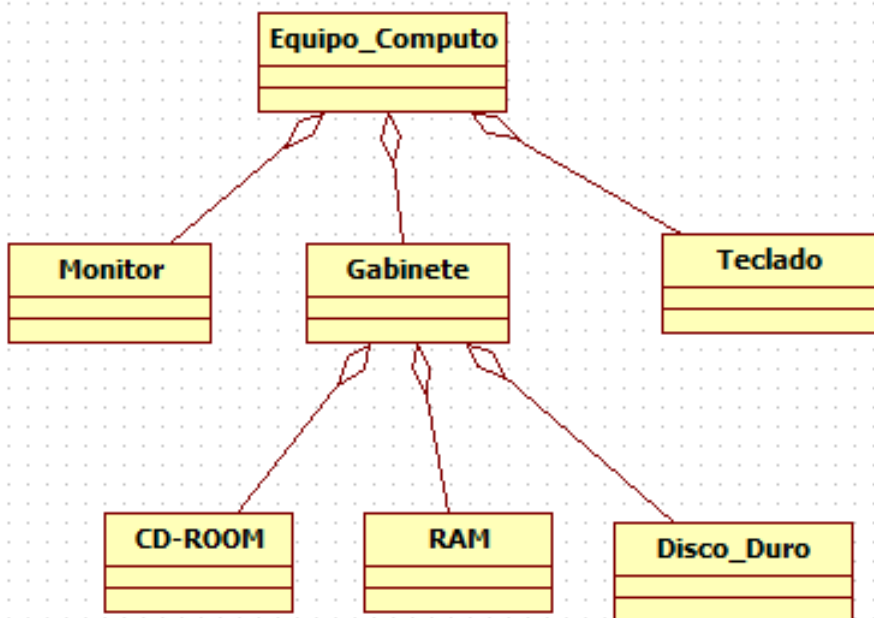 Equipo_Computo
Monitor
Gabinete
Teclado
CD-ROOM
RAM
Disco_Duro